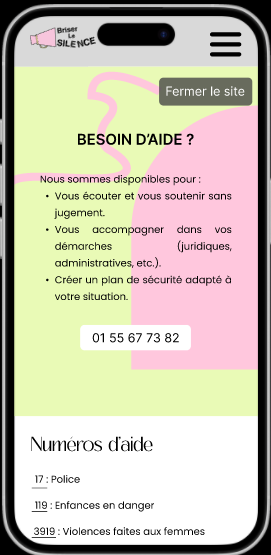 Briser
Le
SILENCE
Fermer le site
BESOIN D'AIDE ?
Nous sommes disponibles pour :
• Vous écouter et vous soutenir sans
jugement.
• Vous accompagner dans vos
démarches (juridiques,
administratives, etc.).
• Créer un plan de sécurité adapté à
votre situation.
01 55 67 73 82
Numéros d'aide
17 : Police
119 : Enfances en danger
3919 : Violences faites aux femmes